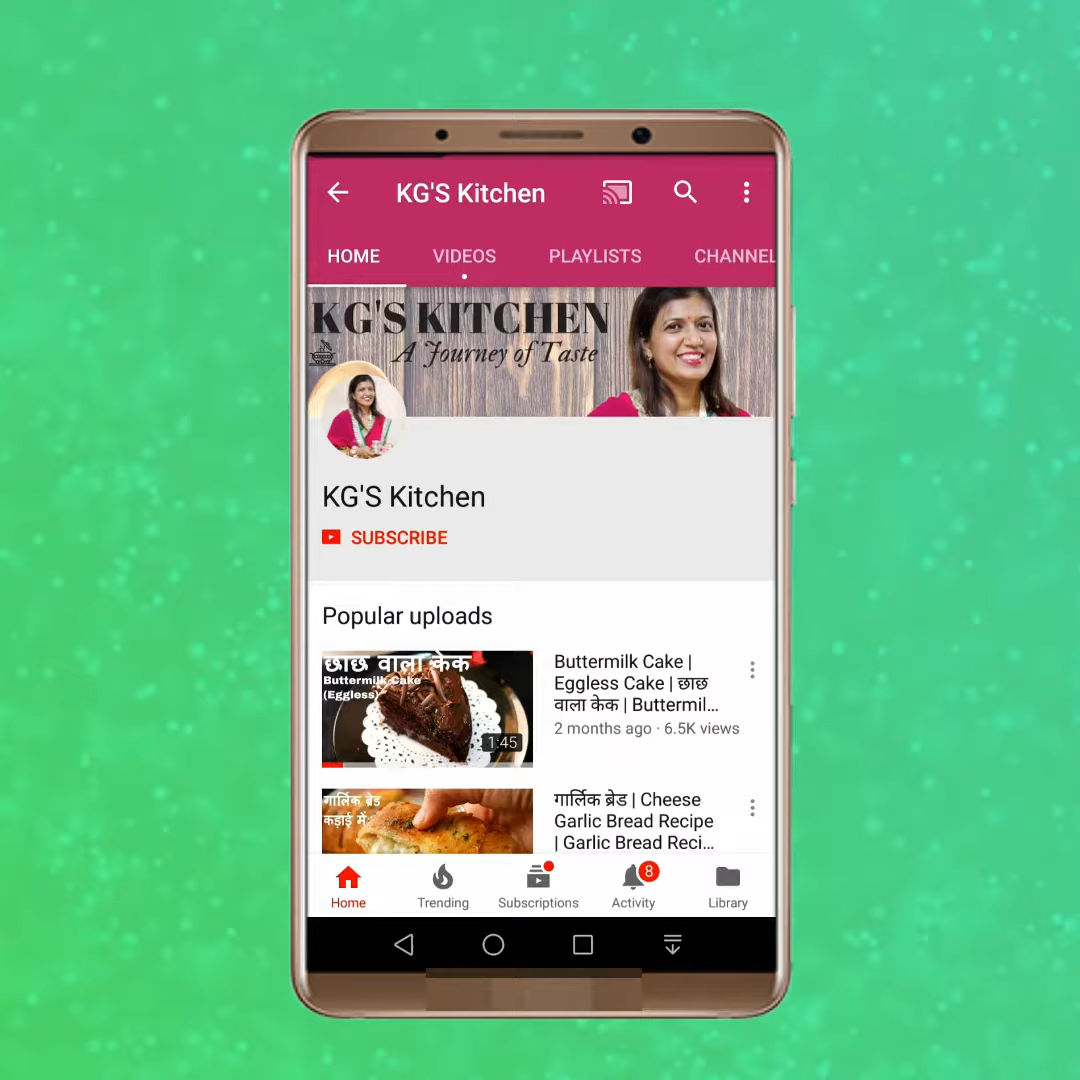 KG'S Kitchen
HOME VIDEOS PLAYLISTS CHANNEL
KG'S KITCHEN
A Journey of Taste
KG'S Kitchen
SUBSCRIBE
Popular uploads
छाछ वाला केक
Buttermilk Cake
(Eggless)
1:45
Buttermilk Cake |
Eggless Cake | छाछ
वाला केक | Buttermil...
2 months ago · 6.5K views
गार्लिक ब्रेड
कड़ाई में
गार्लिक ब्रेड | Cheese
Garlic Bread Recipe
| Garlic Bread Reci...
8
Home Trending Subscriptions Activity Library